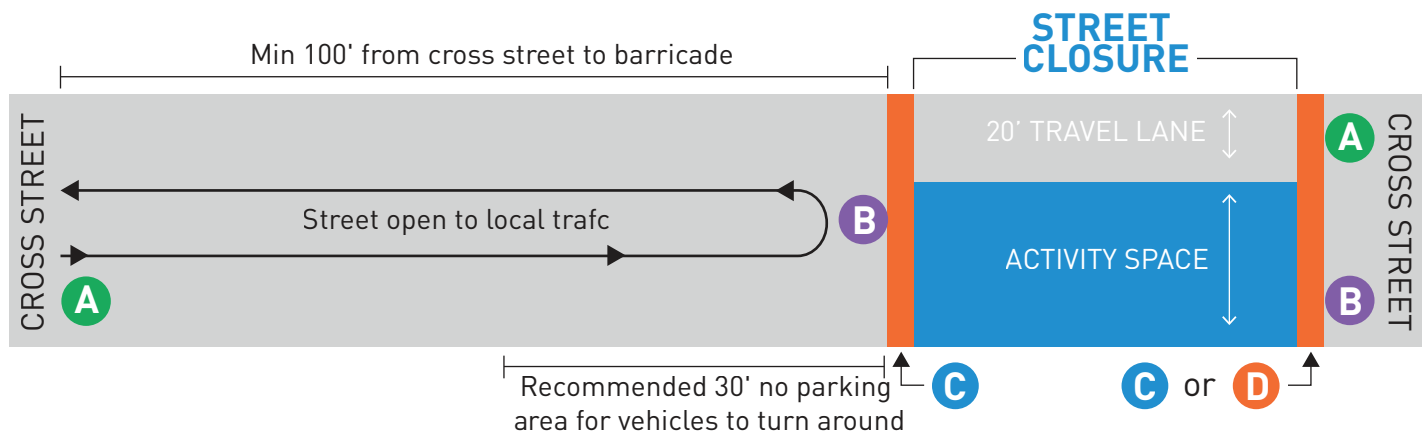 STREET
CLOSURE
Min 100' from cross street to barricade
CROSS STREET
20' TRAVEL LANE
A
CROSS STREET
Street open to local trafc
B
ACTIVITY SPACE
A
B
Recommended 30' no parking
area for vehicles to turn around
C
C or D